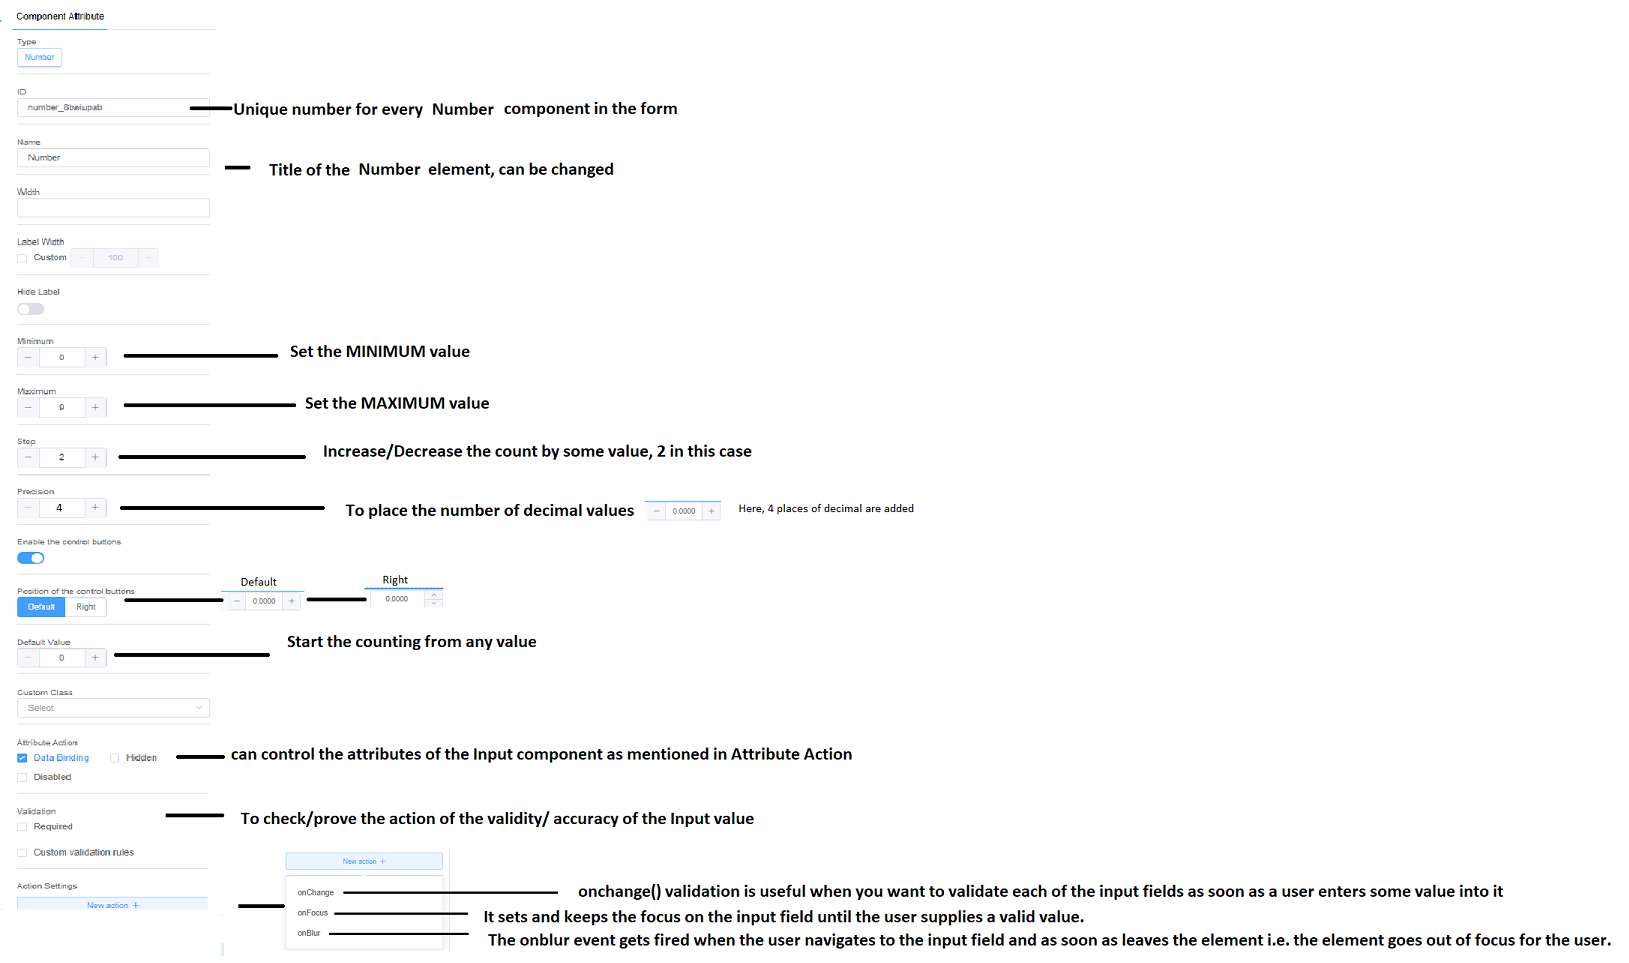 Component Attribute
Type
Number
ID
number_8bwiupab
Unique number for every Number component in the form
Name
Number
Title of the Number element, can be changed
Width
Label Width
Custom
100
Hide Label
Minimum
0
Set the MINIMUM value
Maximum
9
Set the MAXIMUM value
Step
2
Increase/Decrease the count by some value, 2 in this case
Precision
4
To place the number of decimal values
0.0000
Here, 4 places of decimal are added
Enable the control buttons
Position of the control buttons
Default Right
Default
0.0000
Right
0.0000
Default Value
0
Start the counting from any value
Custom Class
Select
Attribute Action
Data Binding Hidden
Disabled
can control the attributes of the Input component as mentioned in Attribute Action
Validation
Required
To check/prove the action of the validity/ accuracy of the Input value
Custom validation rules
Action Settings
New action +
New action +
onChange
onchange() validation is useful when you want to validate each of the input fields as soon as a user enters some value into it
onFocus
It sets and keeps the focus on the input field until the user supplies a valid value.
onBlur
The onblur event gets fired when the user navigates to the input field and as soon as leaves the element i.e. the element goes out of focus for the user.